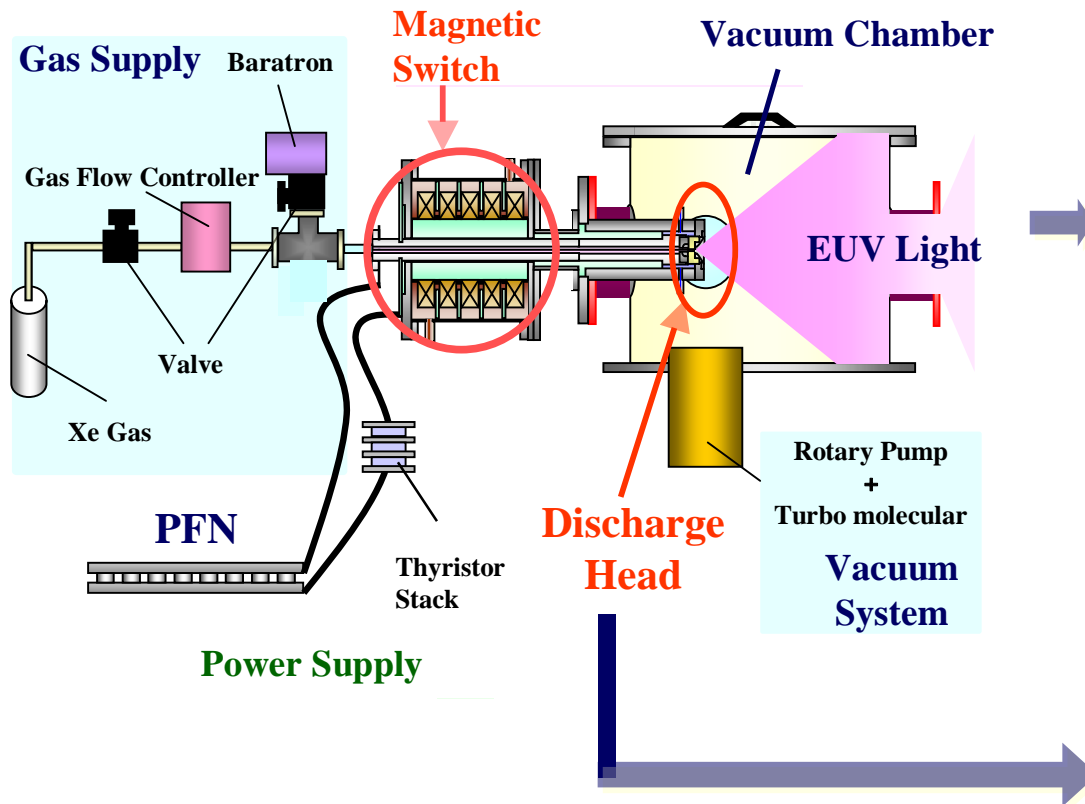 Magnetic
Switch
Vacuum Chamber
Gas Supply
Baratron
Gas Flow Controller
EUV Light
Valve
Xe Gas
Rotary Pump
+
Turbo molecular
Vacuum
System
PFN
Discharge
Head
Thyristor
Stack
Power Supply